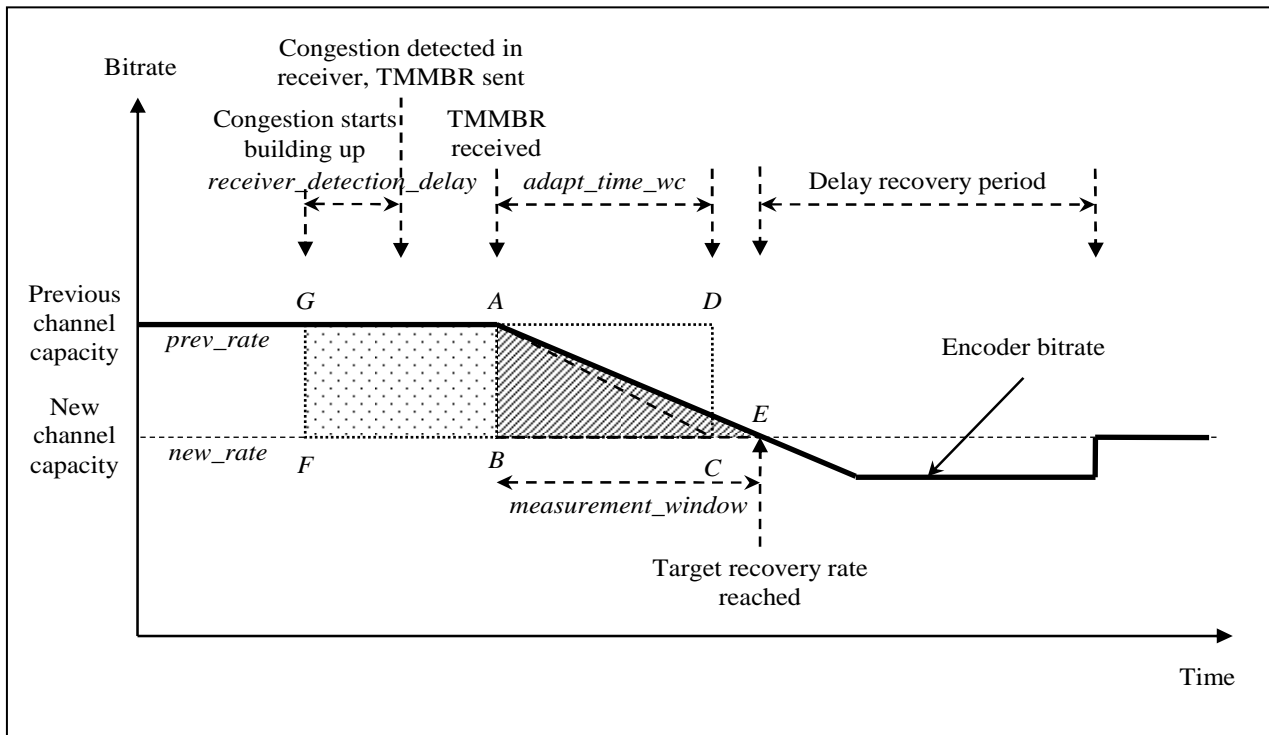 Congestion detected in
receiver, TMMBR sent
Bitrate
Congestion starts
building up
TMMBR
received
receiver_detection_delay
adapt_time_wc
Delay recovery period
Previous
channel
capacity
G
A
D
prev_rate
Encoder bitrate
New
channel
capacity
E
new_rate
F
B
C
measurement_window
Target recovery rate
reached
Time